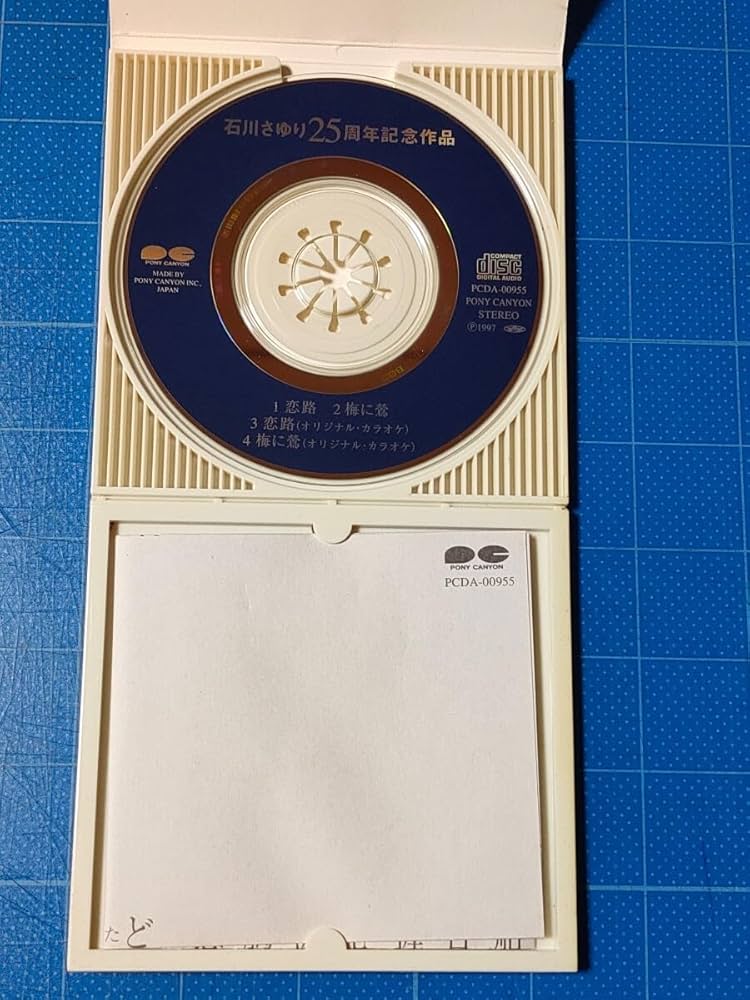 石川さゆり25周年記念作品
PONY CANYON
MADE BY
PONY CANYON INC.
JAPAN
COMPACT
disc
DIGITAL AUDIO
PCDA-00955
PONY CANYON
STEREO
Ⓟ1997
1 恋路 2 梅に鶯
3 恋路(オリジナル・カラオケ)
4 梅に鶯(オリジナル・カラオケ)
PONY CANYON
PCDA-00955
たど